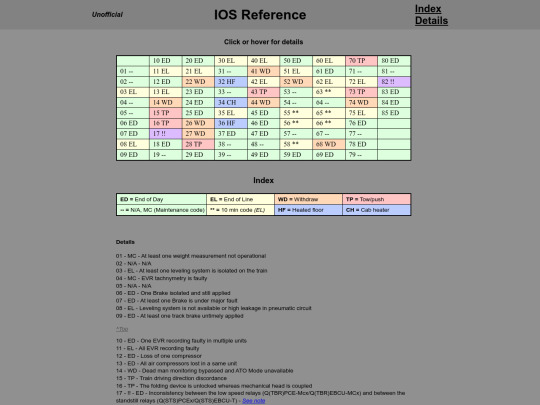 Unofficial
IOS Reference
Index
Details
Click or hover for details
10 ED 20 ED 30 EL 40 EL 50 ED 60 ED 70 TP 80 ED
01 -- 11 EL 21 EL 31 -- 41 WD 51 EL 61 ED 71 -- 81 --
02 -- 12 ED 22 WD 32 HF 42 EL 52 WD 62 EL 72 EL 82 !!
03 EL 13 EL 23 ED 33 -- 43 TP 53 -- 63 ** 73 TP 83 ED
04 -- 14 WD 24 ED 34 CH 44 WD 54 -- 64 -- 74 WD 84 ED
05 -- 15 TP 25 ED 35 EL 45 ED 55 ** 65 ** 75 EL 85 ED
06 ED 16 TP 26 WD 36 HF 46 ED 56 ** 66 ** 76 ED
07 ED 17 !! 27 WD 37 ED 47 ED 57 -- 67 -- 77 --
08 EL 18 ED 28 TP 38 -- 48 -- 58 ** 68 WD 78 ED
09 ED 19 -- 29 ED 39 -- 49 ED 59 ED 69 ED 79 --
Index
ED = End of Day EL = End of Line WD = Withdraw TP = Tow/push
-- = N/A, MC (Maintenance code) ** = 10 min code (EL) HF = Heated floor CH = Cab heater
Details
01 - MC - At least one weight measurement not operational
02 - N/A - N/A
03 - EL - At least one leveling system is isolated on the train
04 - MC - EVR tachymetry is faulty
05 - N/A - N/A
06 - ED - One Brake isolated and still applied
07 - ED - At least one Brake is under major fault
08 - EL - Leveling system is not available or high leakage in pneumatic circuit
09 - ED - At least one track brake untimely applied
^Top
10 - ED - One EVR recording faulty in multiple units
11 - EL - All EVR recording faulty
12 - ED - Loss of one compressor
13 - ED - All air compressors lost in a same unit
14 - WD - Dead man monitoring bypassed and ATO Mode unavailable
15 - TP - Train driving direction discordance
16 - TP - The folding device is unlocked whereas mechanical head is coupled
17 - !! - ED - Inconsistency between the low speed relays (Q(TBR)PCE-Mcx/Q(TBR)EBCU-MCx) and between the
standstill relays (Q(STS)PCEx/Q(STS)EBCU-T) - See note